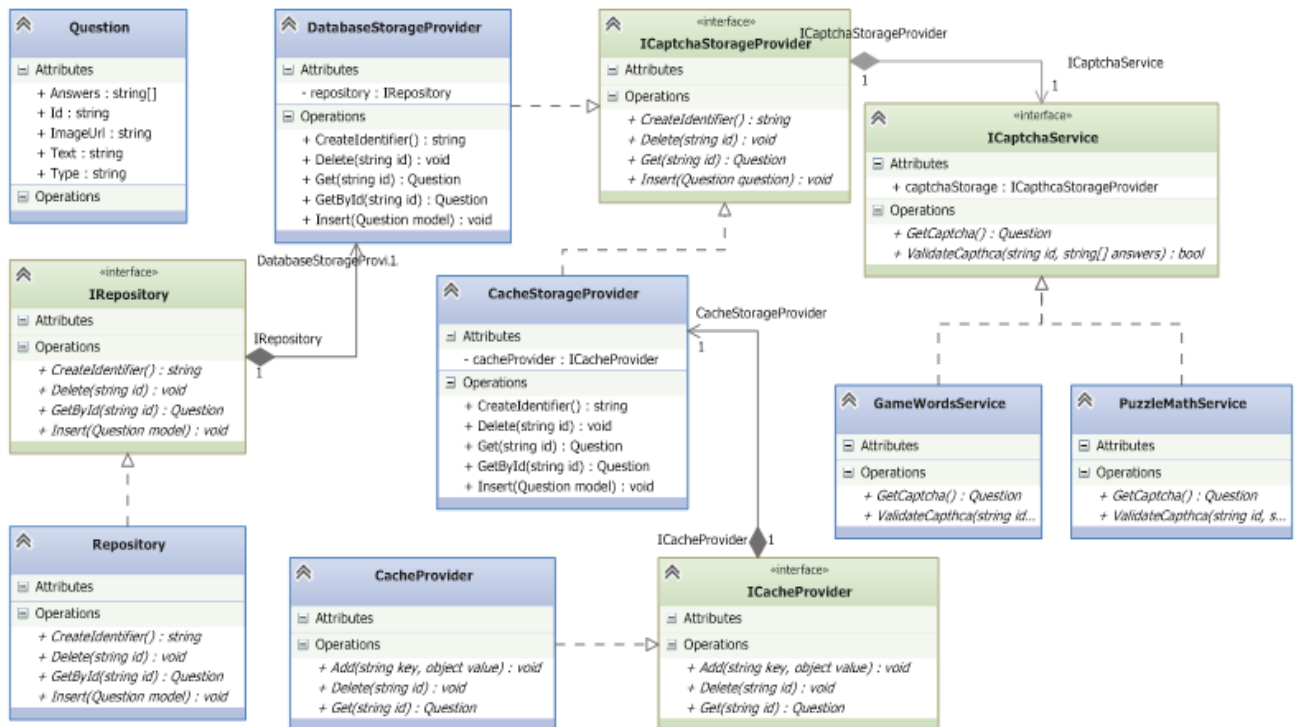 Question
Attributes
+ Answers : string[]
+ Id : string
+ ImageUrl : string
+ Text : string
+ Type : string
Operations
DatabaseStorageProvider
Attributes
- repository : IRepository
Operations
+ CreateIdentifier() : string
+ Delete(string id) : void
+ Get(string id) : Question
+ GetById(string id) : Question
+ Insert(Question model) : void
«interface»
ICaptchaStorageProvider
Attributes
Operations
+ CreateIdentifier() : string
+ Delete(string id) : void
+ Get(string id) : Question
+ Insert(Question question) : void
ICaptchaStorageProvider
1
ICaptchaService
1
«interface»
ICaptchaService
Attributes
+ captchaStorage : ICapthcaStorageProvider
Operations
+ GetCaptcha() : Question
+ ValidateCapthca(string id, string[] answers) : bool
DatabaseStorageProvi.1
IRepository
1
«interface»
IRepository
Attributes
Operations
+ CreateIdentifier() : string
+ Delete(string id) : void
+ GetById(string id) : Question
+ Insert(Question model) : void
CacheStorageProvider
Attributes
- cacheProvider : ICacheProvider
Operations
+ CreateIdentifier() : string
+ Delete(string id) : void
+ Get(string id) : Question
+ GetById(string id) : Question
+ Insert(Question model) : void
CacheStorageProvider
1
GameWordsService
Attributes
Operations
+ GetCaptcha() : Question
+ ValidateCapthca(string id...
PuzzleMathService
Attributes
Operations
+ GetCaptcha() : Question
+ ValidateCapthca(string id, s...
Repository
Attributes
Operations
+ CreateIdentifier() : string
+ Delete(string id) : void
+ GetById(string id) : Question
+ Insert(Question model) : void
CacheProvider
Attributes
Operations
+ Add(string key, object value) : void
+ Delete(string id) : void
+ Get(string id) : Question
ICacheProvider
1
«interface»
ICacheProvider
Attributes
Operations
+ Add(string key, object value) : void
+ Delete(string id) : void
+ Get(string id) : Question